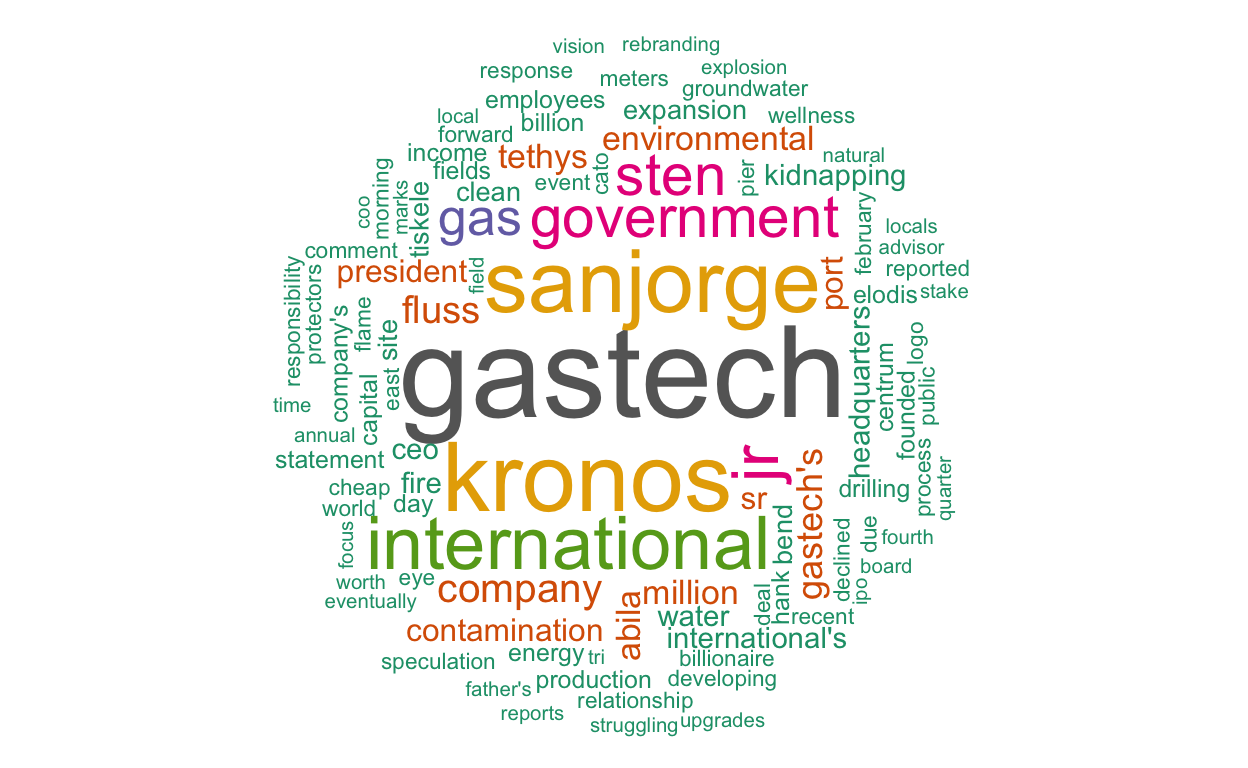 vision
rebranding
response
meters
explosion
groundwater
employees
expansion
wellness
local
billion
forward
environmental
income
tethys
natural
fields
cato
sten
pier
kidnapping
morning
clean
event
coo
marks
tiskele
gas
government
february
locals
comment
advisor
responsibility
protectors
president
field
sanjorge
port
reported
elodis
stake
company's
flame
fluss
site
gastech
headquarters
logo
centrum
founded
public
time
capital
east
annual
statement
ceo
kronos
jr
gastech's
process
quarter
cheap
fire
sr
drilling
world
day
international
bend
declined
due
fourth
focus
worth
eye
company
million
deal
hank
board
ipo
eventually
abila
water
recent
contamination
international's
speculation
energy
tri
billionaire
father's
production
developing
relationship
reports
struggling
upgrades